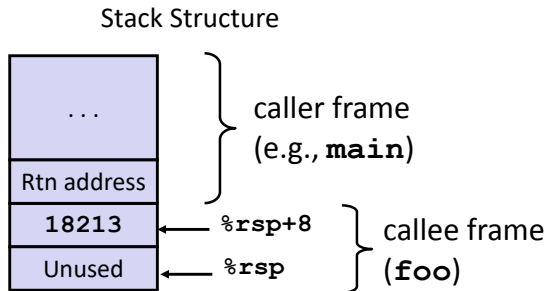 Stack Structure
. . .
caller frame
(e.g., main)
Rtn address
18213
%rsp+8
callee frame
(foo)
Unused
%rsp